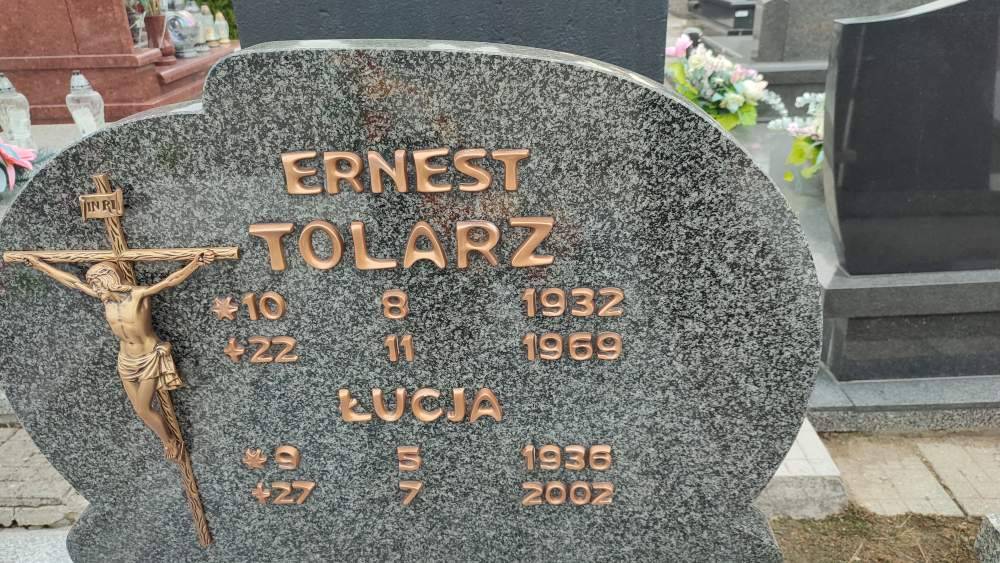 INRI
ERNEST
TOLARZ
*10 8 1932
+22 11 1969
ŁUCJA
*9 5 1936
+27 7 2002